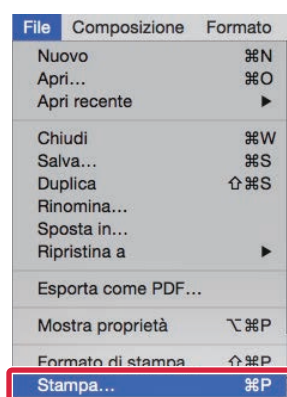 File Composizione Formato
Nuovo ⌘N
Apri... ⌘O
Apri recente ▶
Chiudi ⌘W
Salva... ⌘S
Duplica ⇧⌘S
Rinomina...
Sposta in...
Ripristina a ▶
Esporta come PDF...
Mostra proprietà ⌥⌘P
Formato di stampa ⇧⌘P
Stampa... ⌘P